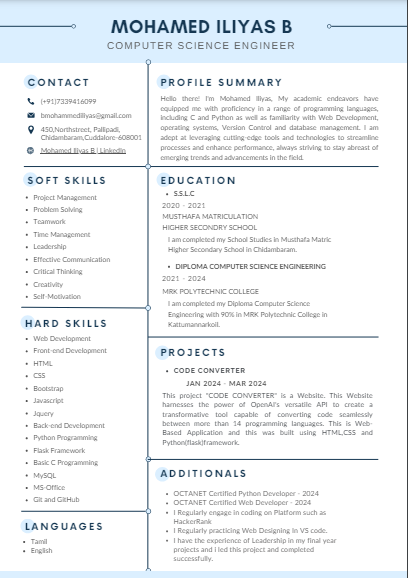 MOHAMED ILIYAS B
COMPUTER SCIENCE ENGINEER
CONTACT
(+91)7339416099
bmohammediliyas@gmail.com
450,Northstreet, Pallipadi,
Chidambaram,Cuddalore-608001
Mohamed Iliyas B | LinkedIn
SOFT SKILLS
Project Management
Problem Solving
Teamwork
Time Management
Leadership
Effective Communication
Critical Thinking
Creativity
Self-Motivation
HARD SKILLS
Web Development
Front-end Development
HTML
CSS
Bootstrap
Javascript
Jquery
Back-end Development
Python Programming
Flask Framework
Basic C Programming
MySQL
MS-Office
Git and GitHub
LANGUAGES
Tamil
English
PROFILE SUMMARY
Hello there! I'm Mohamed Iliyas, My academic endeavors have
equipped me with proficiency in a range of programming languages,
including C and Python as well as familiarity with Web Development,
operating systems, Version Control and database management. I am
adept at leveraging cutting-edge tools and technologies to streamline
processes and enhance performance, always striving to stay abreast of
emerging trends and advancements in the field.
EDUCATION
S.S.L.C
2020 - 2021
MUSTHAFA MATRICULATION
HIGHER SECONDRY SCHOOL
I am completed my School Studies in Musthafa Matric
Higher Secondary School in Chidambaram.
DIPLOMA COMPUTER SCIENCE ENGINEERING
2021 - 2024
MRK POLYTECHNIC COLLEGE
I am completed my Diploma Computer Science
Engineering with 90% in MRK Polytechnic College in
Kattumannarkoil.
PROJECTS
CODE CONVERTER
JAN 2024 - MAR 2024
This project "CODE CONVERTER" is a Website. This Website
harnesses the power of OpenAI's versatile API to create a
transformative tool capable of converting code seamlessly
between more than 14 programming languages. This is Web-
Based Application and this was built using HTML,CSS and
Python(flask)framework.
ADDITIONALS
OCTANET Certified Python Developer - 2024
OCTANET Certified Web Developer - 2024
I Regularly engage in coding on Platform such as
HackerRank
I Regularly practicing Web Designing In VS code.
I have the experience of Leadership in my final year
projects and i led this project and completed
successfully.